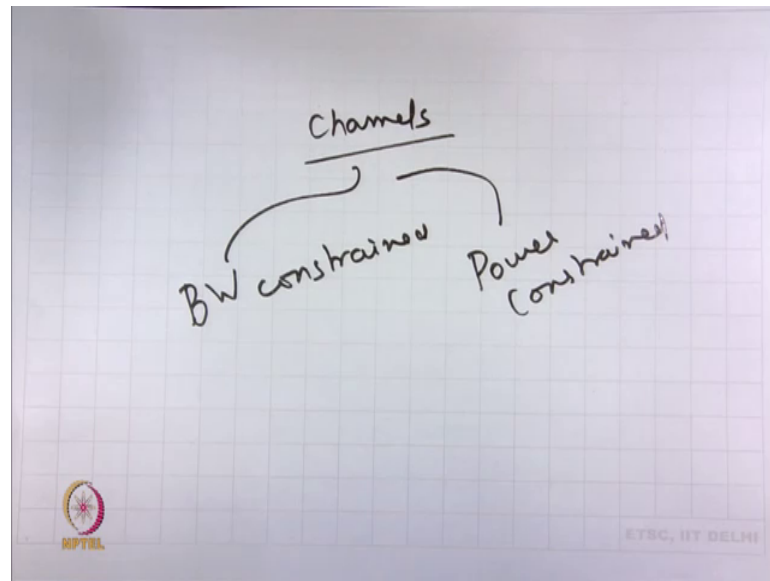 Channels
BW constrained
Power
constrained
NPTEL
ETSC, IIT DELHI